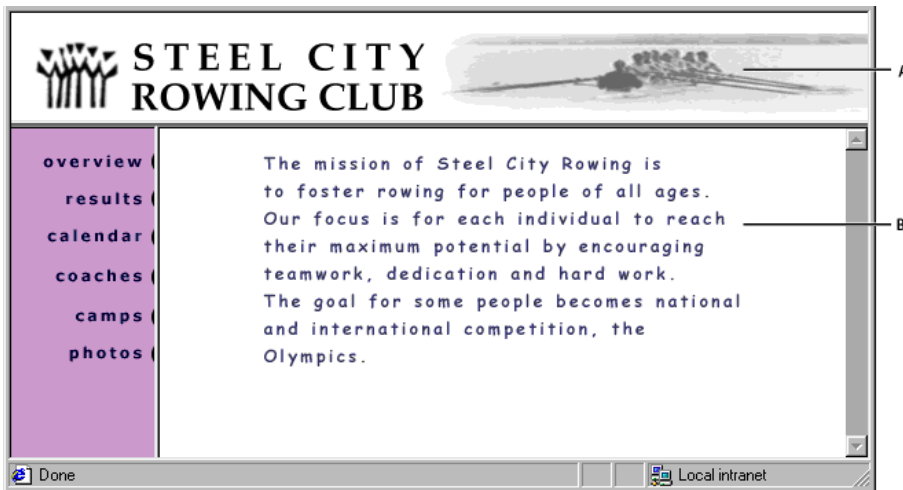 STEEL CITY
ROWING CLUB
A
overview
results
calendar
coaches
camps
photos
The mission of Steel City Rowing is
to foster rowing for people of all ages.
Our focus is for each individual to reach
B
their maximum potential by encouraging
teamwork, dedication and hard work.
The goal for some people becomes national
and international competition, the
Olympics.
Done
Local intranet